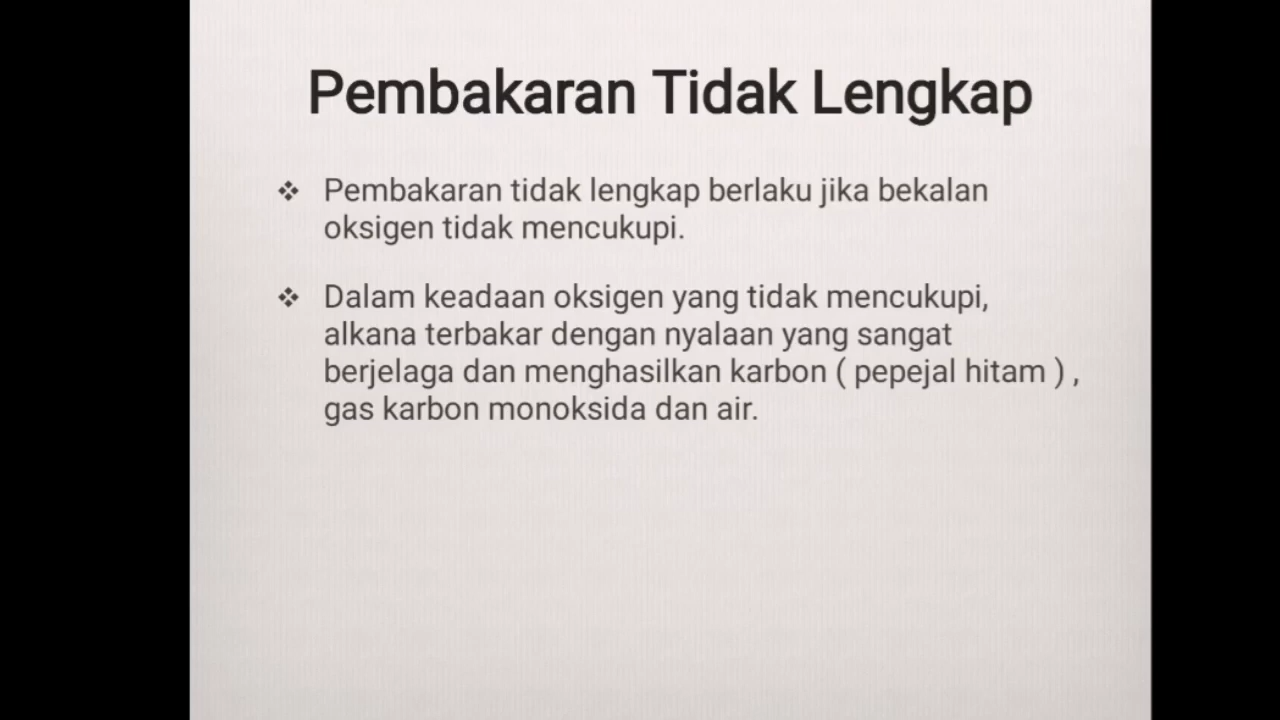 Pembakaran Tidak Lengkap
❖ Pembakaran tidak lengkap berlaku jika bekalan
oksigen tidak mencukupi.
❖ Dalam keadaan oksigen yang tidak mencukupi,
alkana terbakar dengan nyalaan yang sangat
berjelaga dan menghasilkan karbon ( pepejal hitam ) ,
gas karbon monoksida dan air.